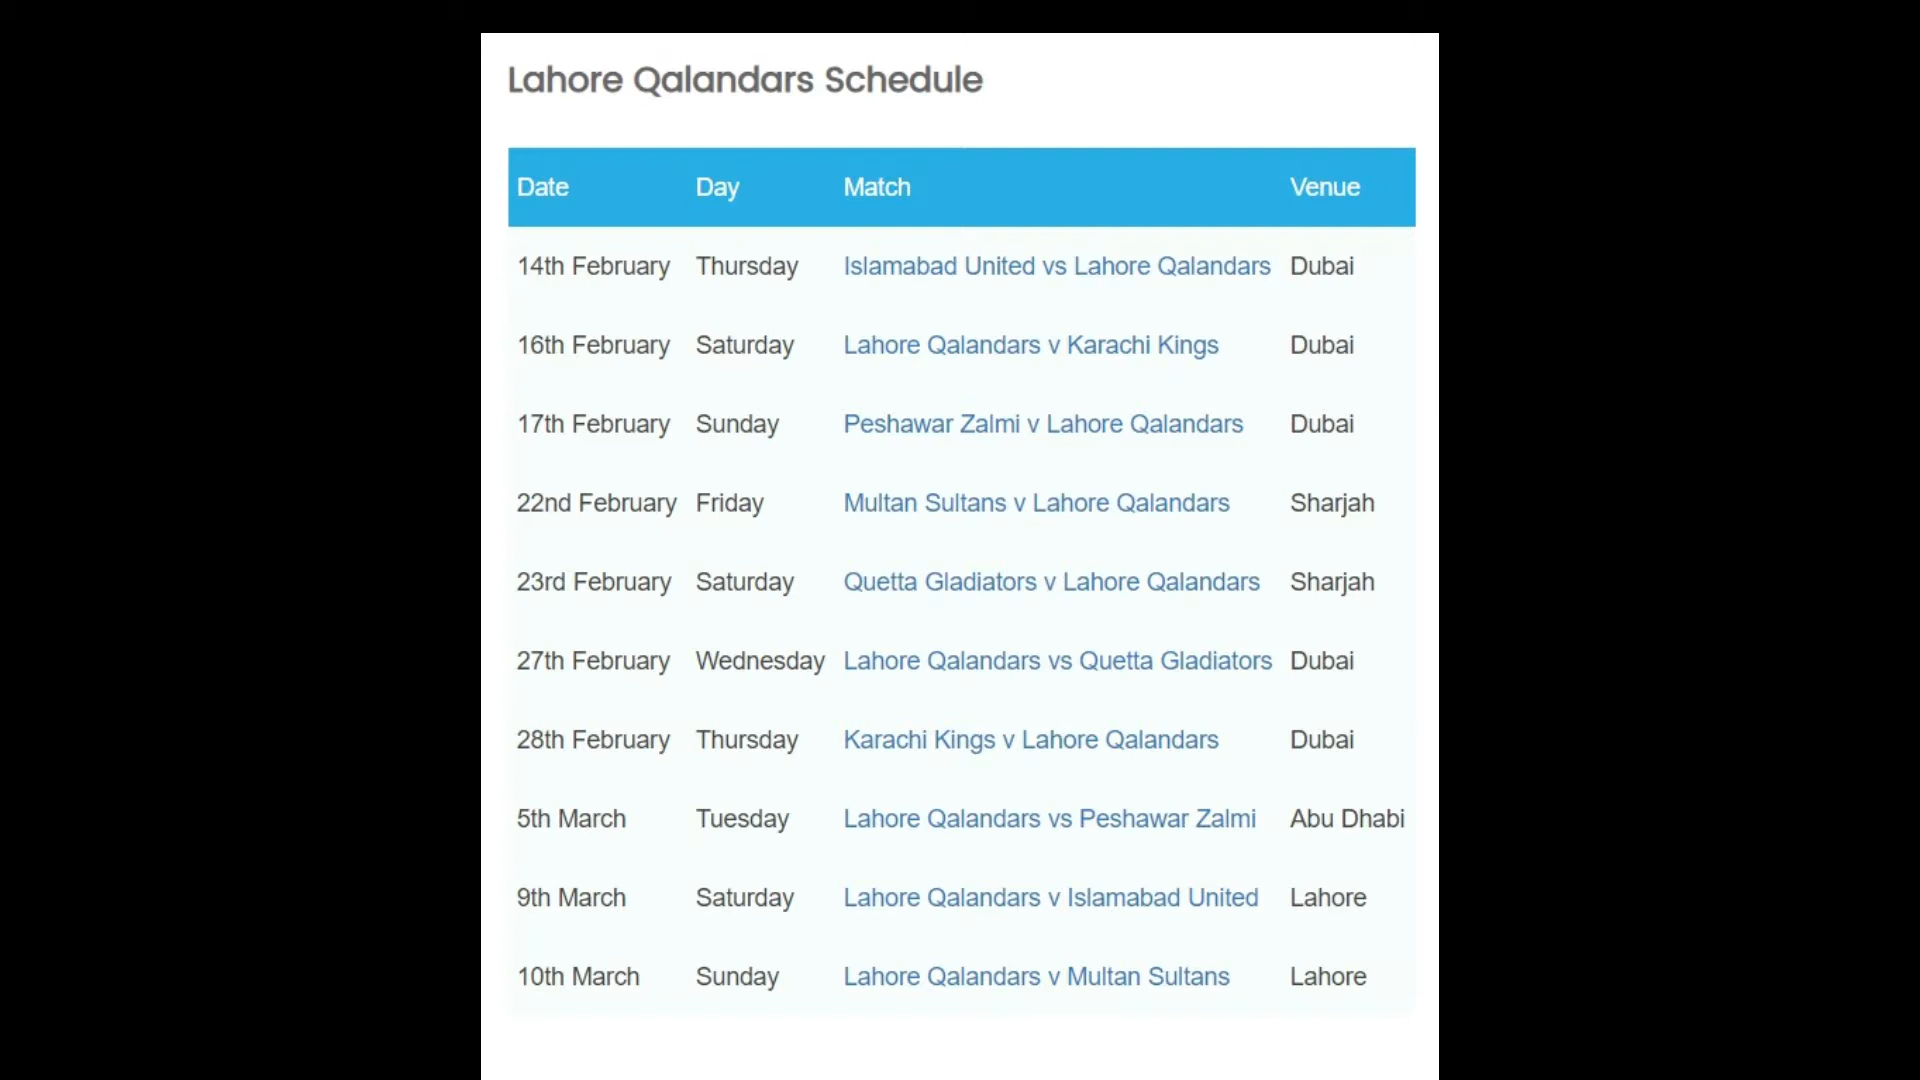 Lahore Qalandars Schedule
Date Day Match Venue
14th February Thursday Islamabad United vs Lahore Qalandars Dubai
16th February Saturday Lahore Qalandars v Karachi Kings Dubai
17th February Sunday Peshawar Zalmi v Lahore Qalandars Dubai
22nd February Friday Multan Sultans v Lahore Qalandars Sharjah
23rd February Saturday Quetta Gladiators v Lahore Qalandars Sharjah
27th February Wednesday Lahore Qalandars vs Quetta Gladiators Dubai
28th February Thursday Karachi Kings v Lahore Qalandars Dubai
5th March Tuesday Lahore Qalandars vs Peshawar Zalmi Abu Dhabi
9th March Saturday Lahore Qalandars v Islamabad United Lahore
10th March Sunday Lahore Qalandars v Multan Sultans Lahore